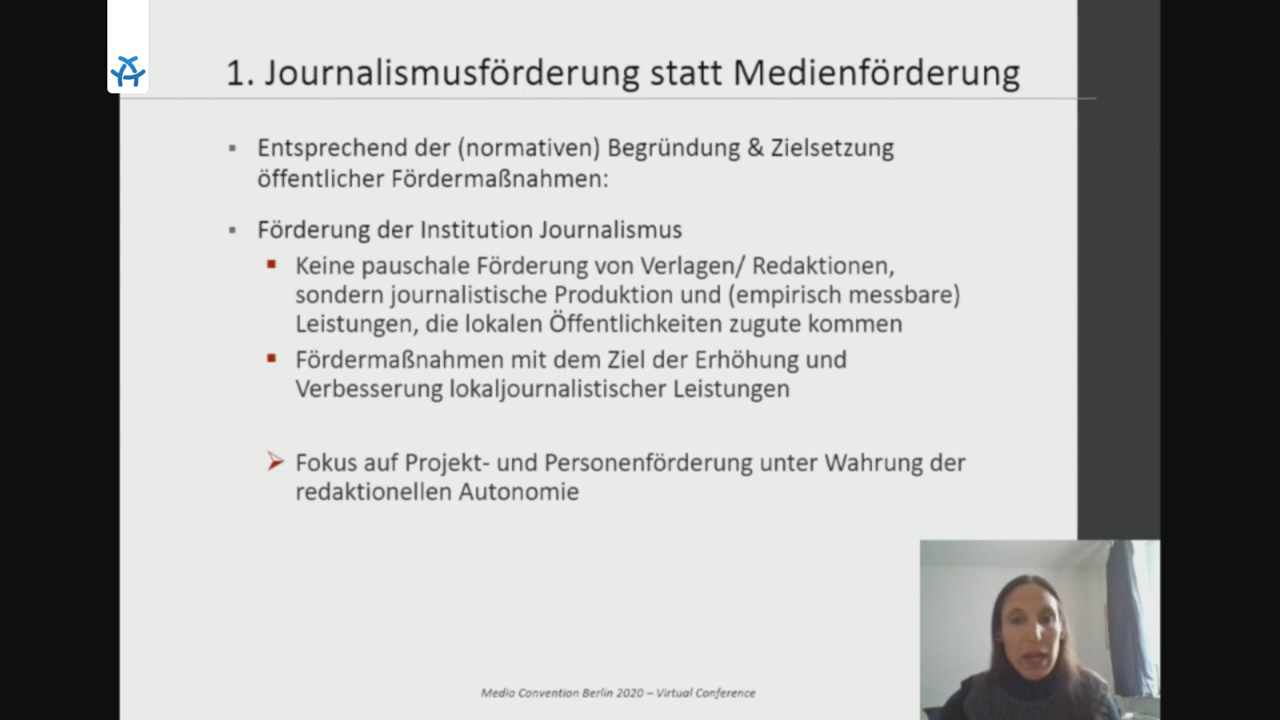 1. Journalismusförderung statt Medienförderung
Entsprechend der (normativen) Begründung & Zielsetzung
öffentlicher Fördermaßnahmen:
Förderung der Institution Journalismus
Keine pauschale Förderung von Verlagen/ Redaktionen,
sondern journalistische Produktion und (empirisch messbare)
Leistungen, die lokalen Öffentlichkeiten zugute kommen
Fördermaßnahmen mit dem Ziel der Erhöhung und
Verbesserung lokaljournalistischer Leistungen
Fokus auf Projekt- und Personenförderung unter Wahrung der
redaktionellen Autonomie
Media Convention Berlin 2020 – Virtual Conference